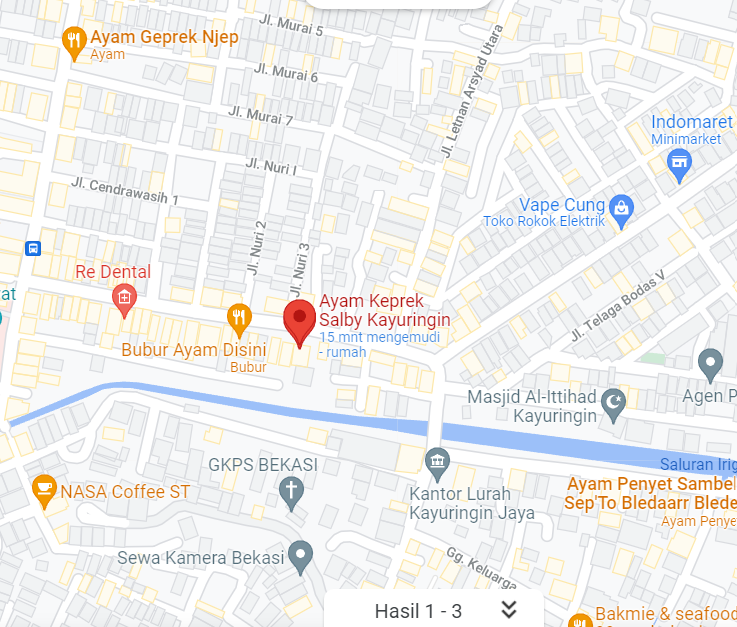 Jl. Murai 5
Ayam Geprek Njep
Ayam
Jl. Murai 6
Jl. Letnan Arsyad Utara
Jl. Murai 7
Indomaret
Minimarket
Jl. Nuri I
Jl. Cendrawasih 1
Vape Cung
Toko Rokok Elektrik
Jl. Nuri 2
Jl. Nuri 3
Re Dental
at
Ayam Keprek
Salby Kayuringin
15 mnt mengemudi
- rumah
Jl. Telaga Bodas V
Bubur Ayam Disini
Bubur
Masjid Al-Ittihad
Kayuringin
Agen P
GKPS BEKASI
Saluran Irig
NASA Coffee ST
Kantor Lurah
Kayuringin Jaya
Ayam Penyet Sambel
Sep'To Bledaarr Blede
Ayam Penye
Sewa Kamera Bekasi
Gg. Keluarga
Hasil 1 - 3
Bakmie & seafood